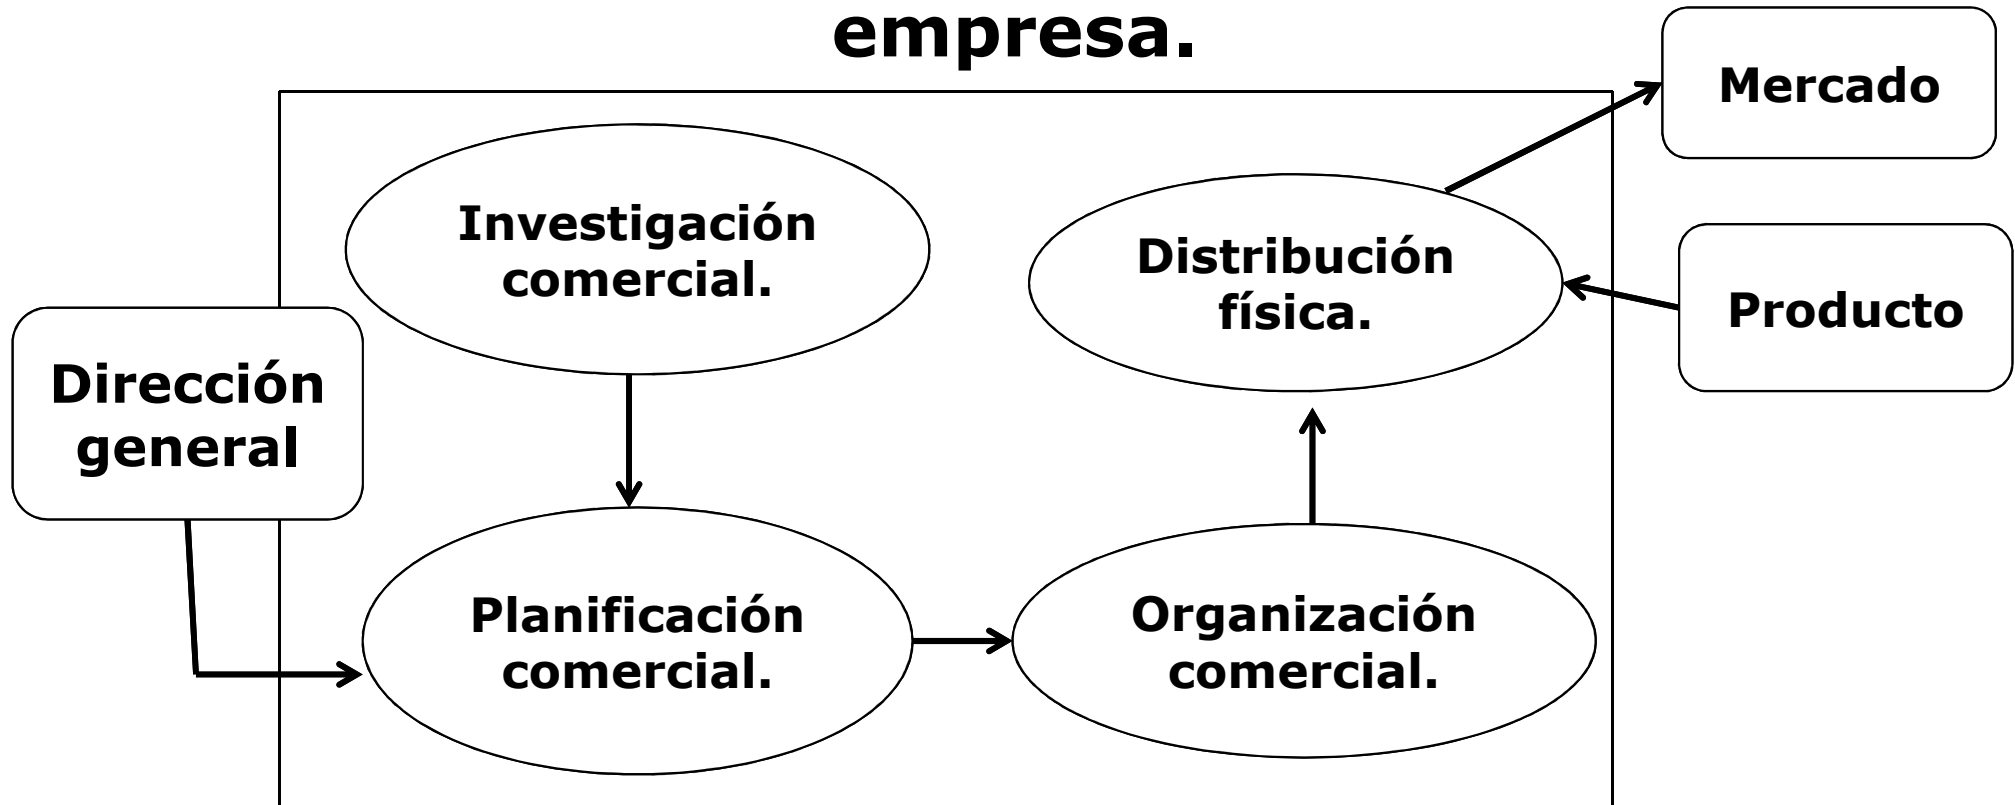 empresa.
Mercado
Investigación
comercial.
Distribución
física.
Producto
Dirección
general
Planificación
comercial.
Organización
comercial.